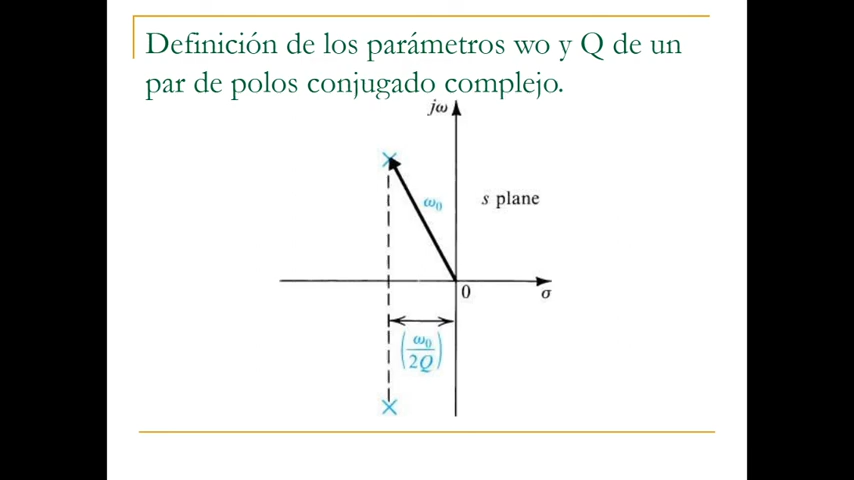 Definición de los parámetros wo y Q de un
par de polos conjugado complejo.
jω
ω₀
s plane
0
σ
(ω₀/2Q)